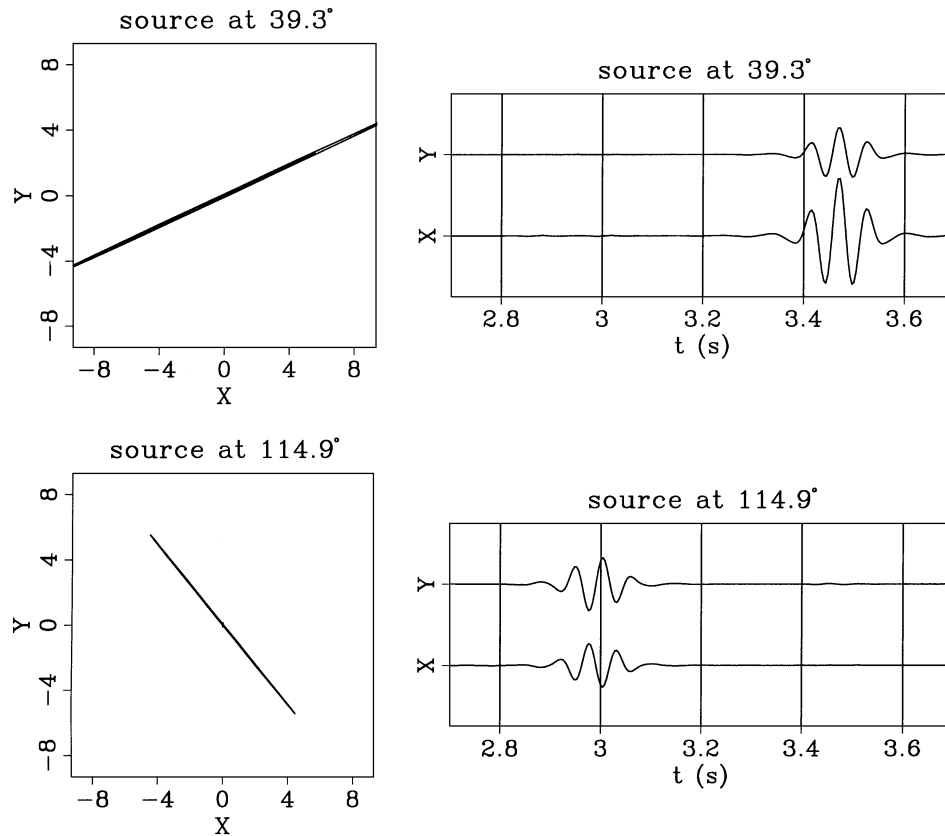 source at 39.3°
8
4
0
−4
−8
Y
−8 −4 0 4 8
X
source at 39.3°
Y
X
2.8 3 3.2 3.4 3.6
t (s)
source at 114.9°
8
4
0
−4
−8
Y
−8 −4 0 4 8
X
source at 114.9°
Y
X
2.8 3 3.2 3.4 3.6
t (s)